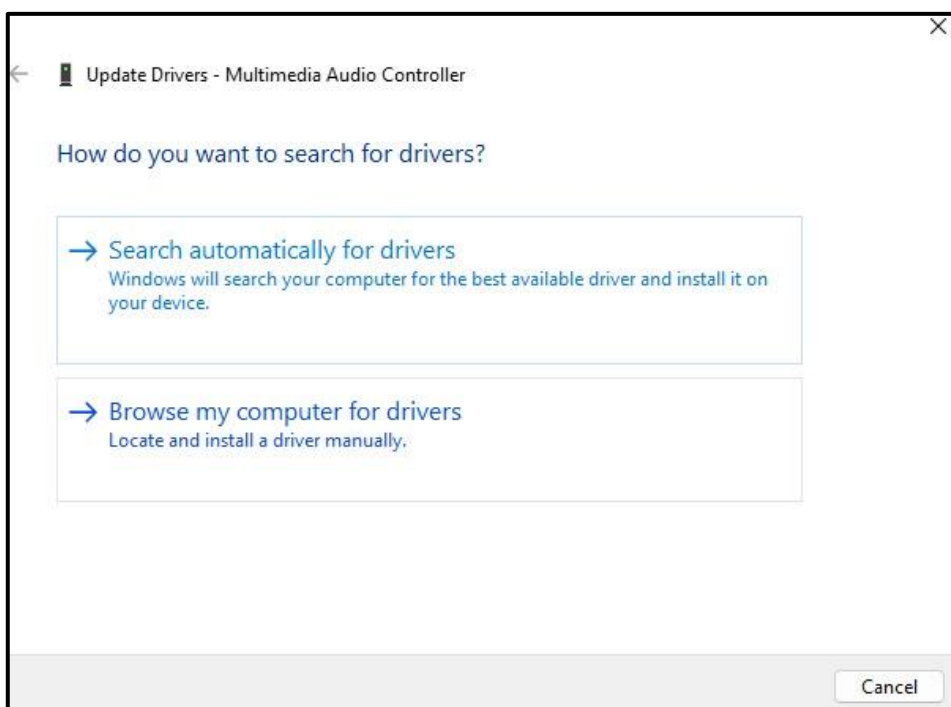 Update Drivers - Multimedia Audio Controller
How do you want to search for drivers?
Search automatically for drivers
Windows will search your computer for the best available driver and install it on
your device.
Browse my computer for drivers
Locate and install a driver manually.
Cancel